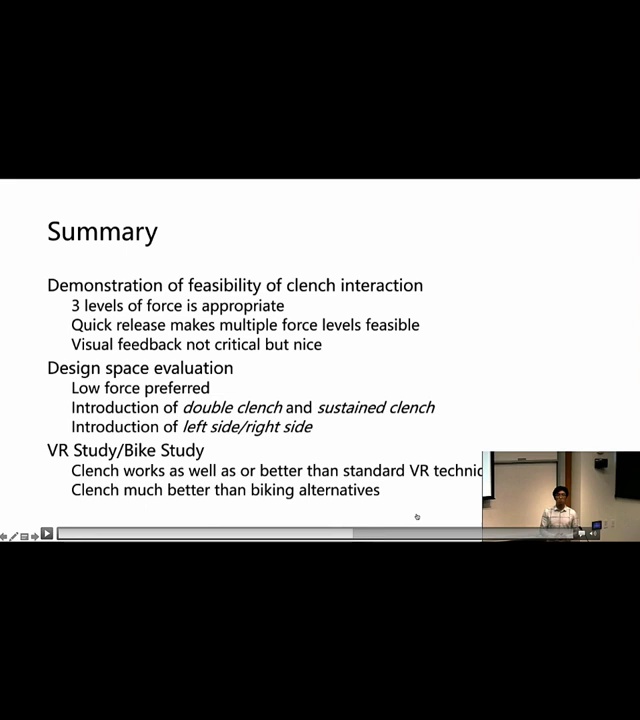 Summary
Demonstration of feasibility of clench interaction
3 levels of force is appropriate
Quick release makes multiple force levels feasible
Visual feedback not critical but nice
Design space evaluation
Low force preferred
Introduction of double clench and sustained clench
Introduction of left side/right side
VR Study/Bike Study
Clench works as well as or better than standard VR technic
Clench much better than biking alternatives